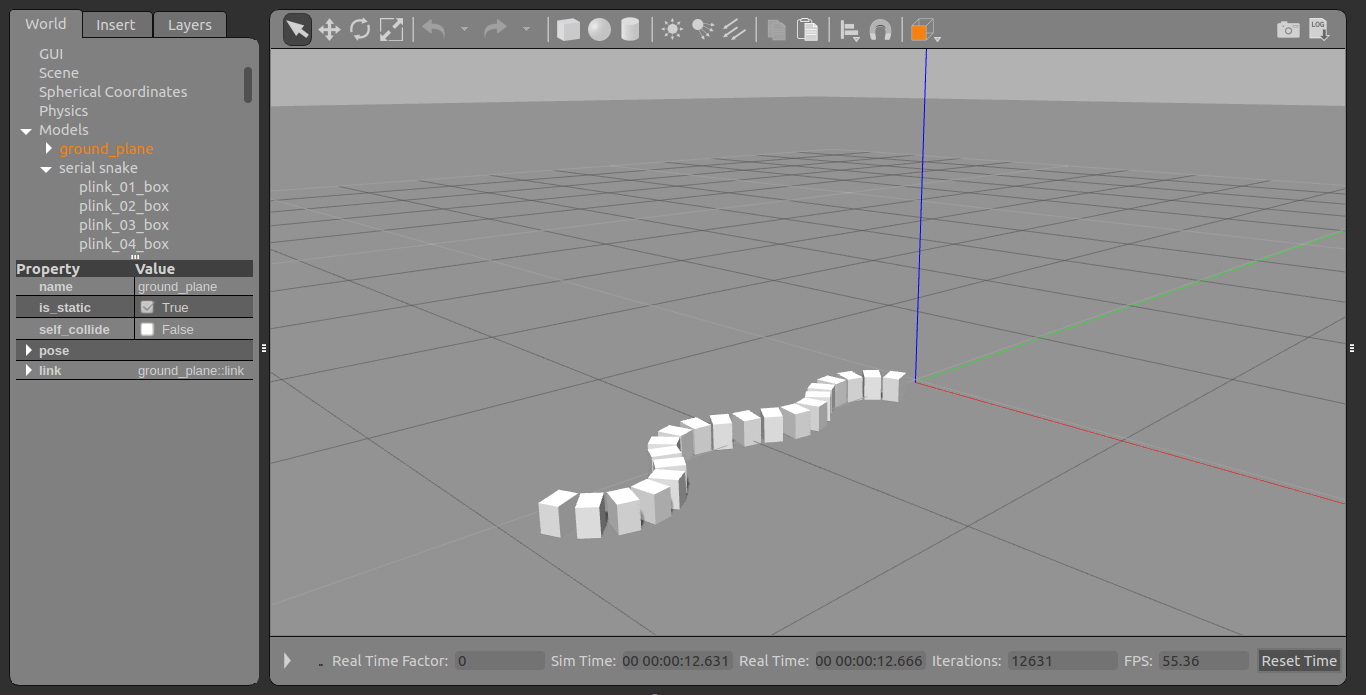 World Insert Layers
GUI
Scene
Spherical Coordinates
Physics
Models
ground_plane
serial snake
plink_01_box
plink_02_box
plink_03_box
plink_04_box
Property Value
name ground_plane
is_static True
self_collide False
pose
link ground_plane::link
LOG
Real Time Factor: 0 Sim Time: 00 00:00:12.631 Real Time: 00 00:00:12.666 Iterations: 12631 FPS: 55.36 Reset Time